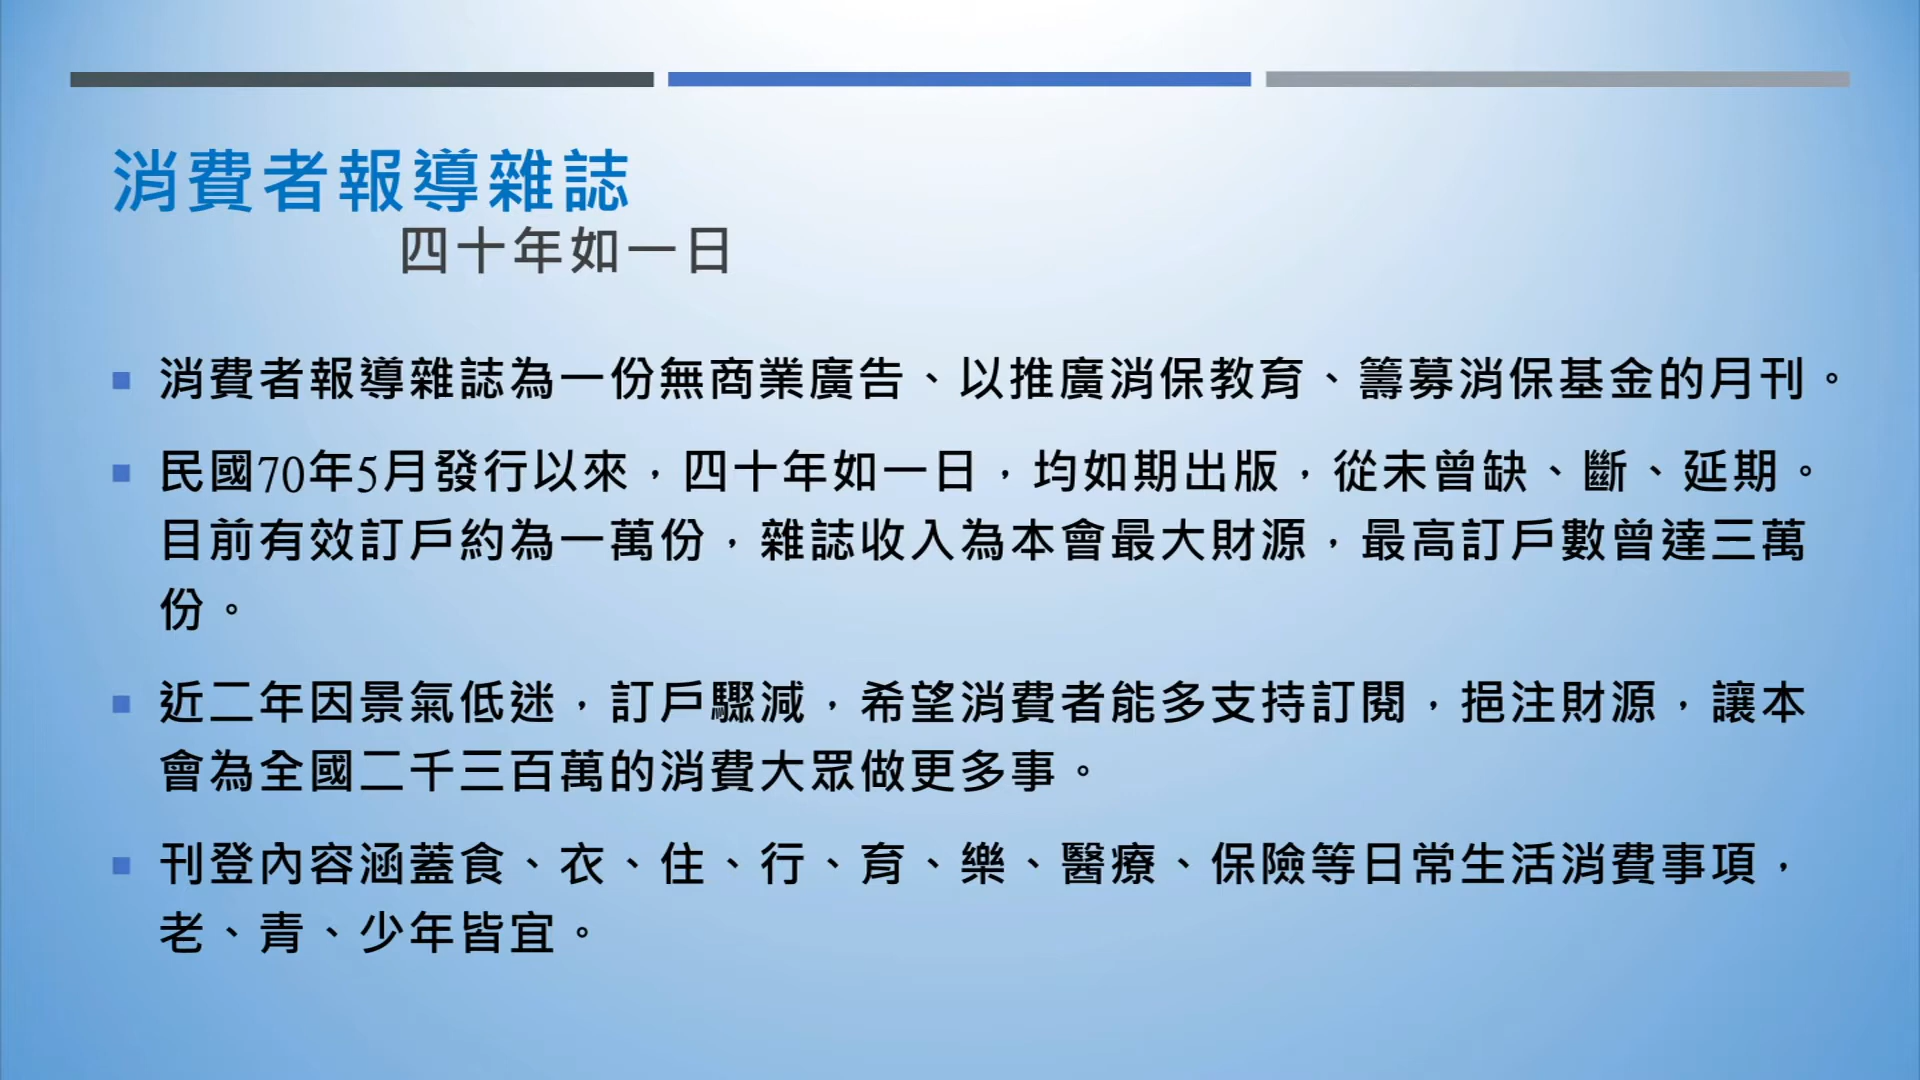 消費者報導雜誌
四十年如一日
消費者報導雜誌為一份無商業廣告、以推廣消保教育、籌募消保基金的月刊。
民國70年5月發行以來，四十年如一日，均如期出版，從未曾缺、斷、延期。
目前有效訂戶約為一萬份，雜誌收入為本會最大財源，最高訂戶數曾達三萬
份。
近二年因景氣低迷，訂戶驟減，希望消費者能多支持訂閱，挹注財源，讓本
會為全國二千三百萬的消費大眾做更多事。
刊登內容涵蓋食、衣、住、行、育、樂、醫療、保險等日常生活消費事項，
老、青、少年皆宜。